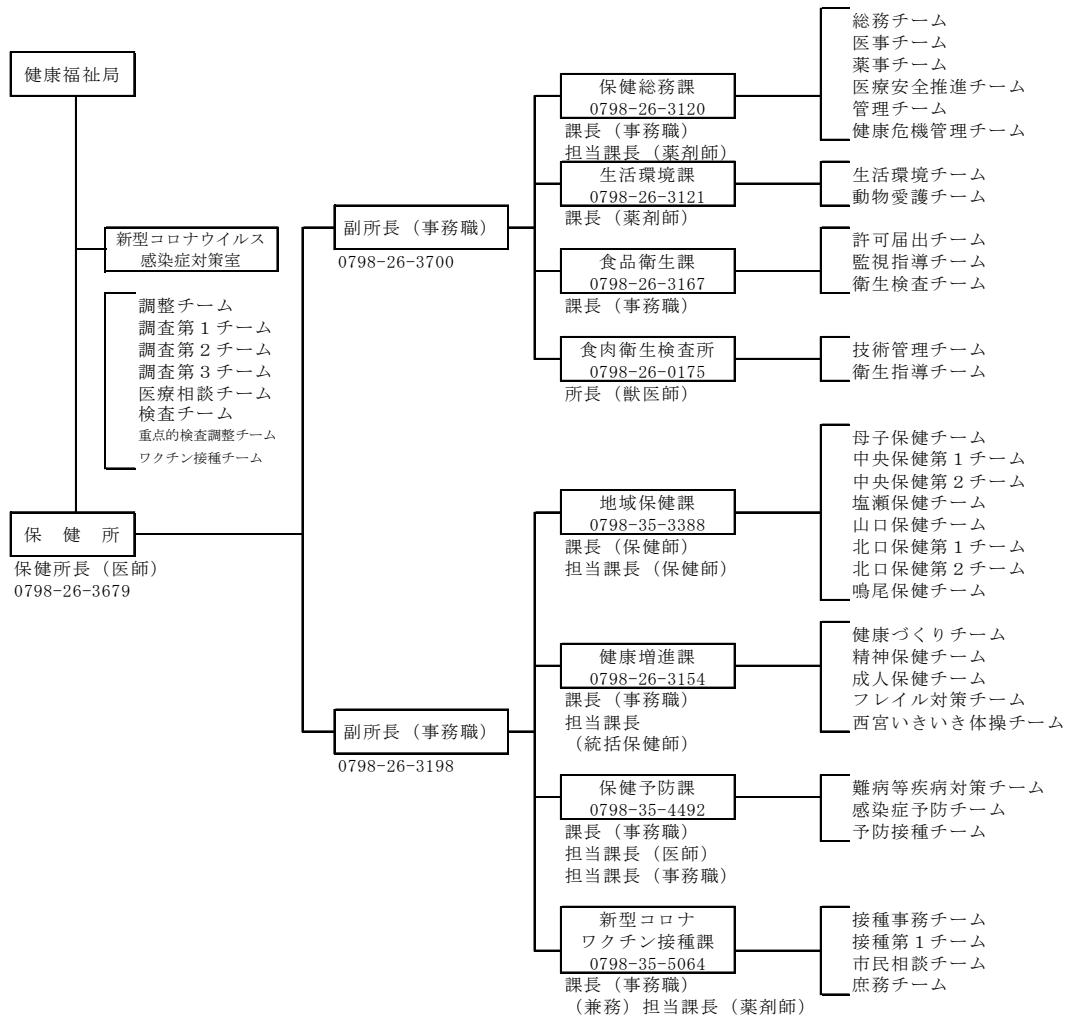 健康福祉局
新型コロナウイルス
感染症対策室
調整チーム
調査第１チーム
調査第２チーム
調査第３チーム
医療相談チーム
検査チーム
重点的検査調整チーム
ワクチン接種チーム
保　健　所
保健所長（医師）
0798-26-3679
副所長（事務職）
0798-26-3700
保健総務課
0798-26-3120
課長（事務職）
担当課長（薬剤師）
総務チーム
医事チーム
薬事チーム
医療安全推進チーム
管理チーム
健康危機管理チーム
生活環境課
0798-26-3121
課長（薬剤師）
生活環境チーム
動物愛護チーム
食品衛生課
0798-26-3167
課長（事務職）
許可届出チーム
監視指導チーム
衛生検査チーム
食肉衛生検査所
0798-26-0175
所長（獣医師）
技術管理チーム
衛生指導チーム
副所長（事務職）
0798-26-3198
地域保健課
0798-35-3388
課長（保健師）
担当課長（保健師）
母子保健チーム
中央保健第１チーム
中央保健第２チーム
塩瀬保健チーム
山口保健チーム
北口保健第１チーム
北口保健第２チーム
鳴尾保健チーム
健康増進課
0798-26-3154
課長（事務職）
担当課長
（統括保健師）
健康づくりチーム
精神保健チーム
成人保健チーム
フレイル対策チーム
西宮いきいき体操チーム
保健予防課
0798-35-4492
課長（事務職）
担当課長（医師）
担当課長（事務職）
難病等疾病対策チーム
感染症予防チーム
予防接種チーム
新型コロナ
ワクチン接種課
0798-35-5064
課長（事務職）
（兼務）担当課長（薬剤師）
接種事務チーム
接種第１チーム
市民相談チーム
庶務チーム